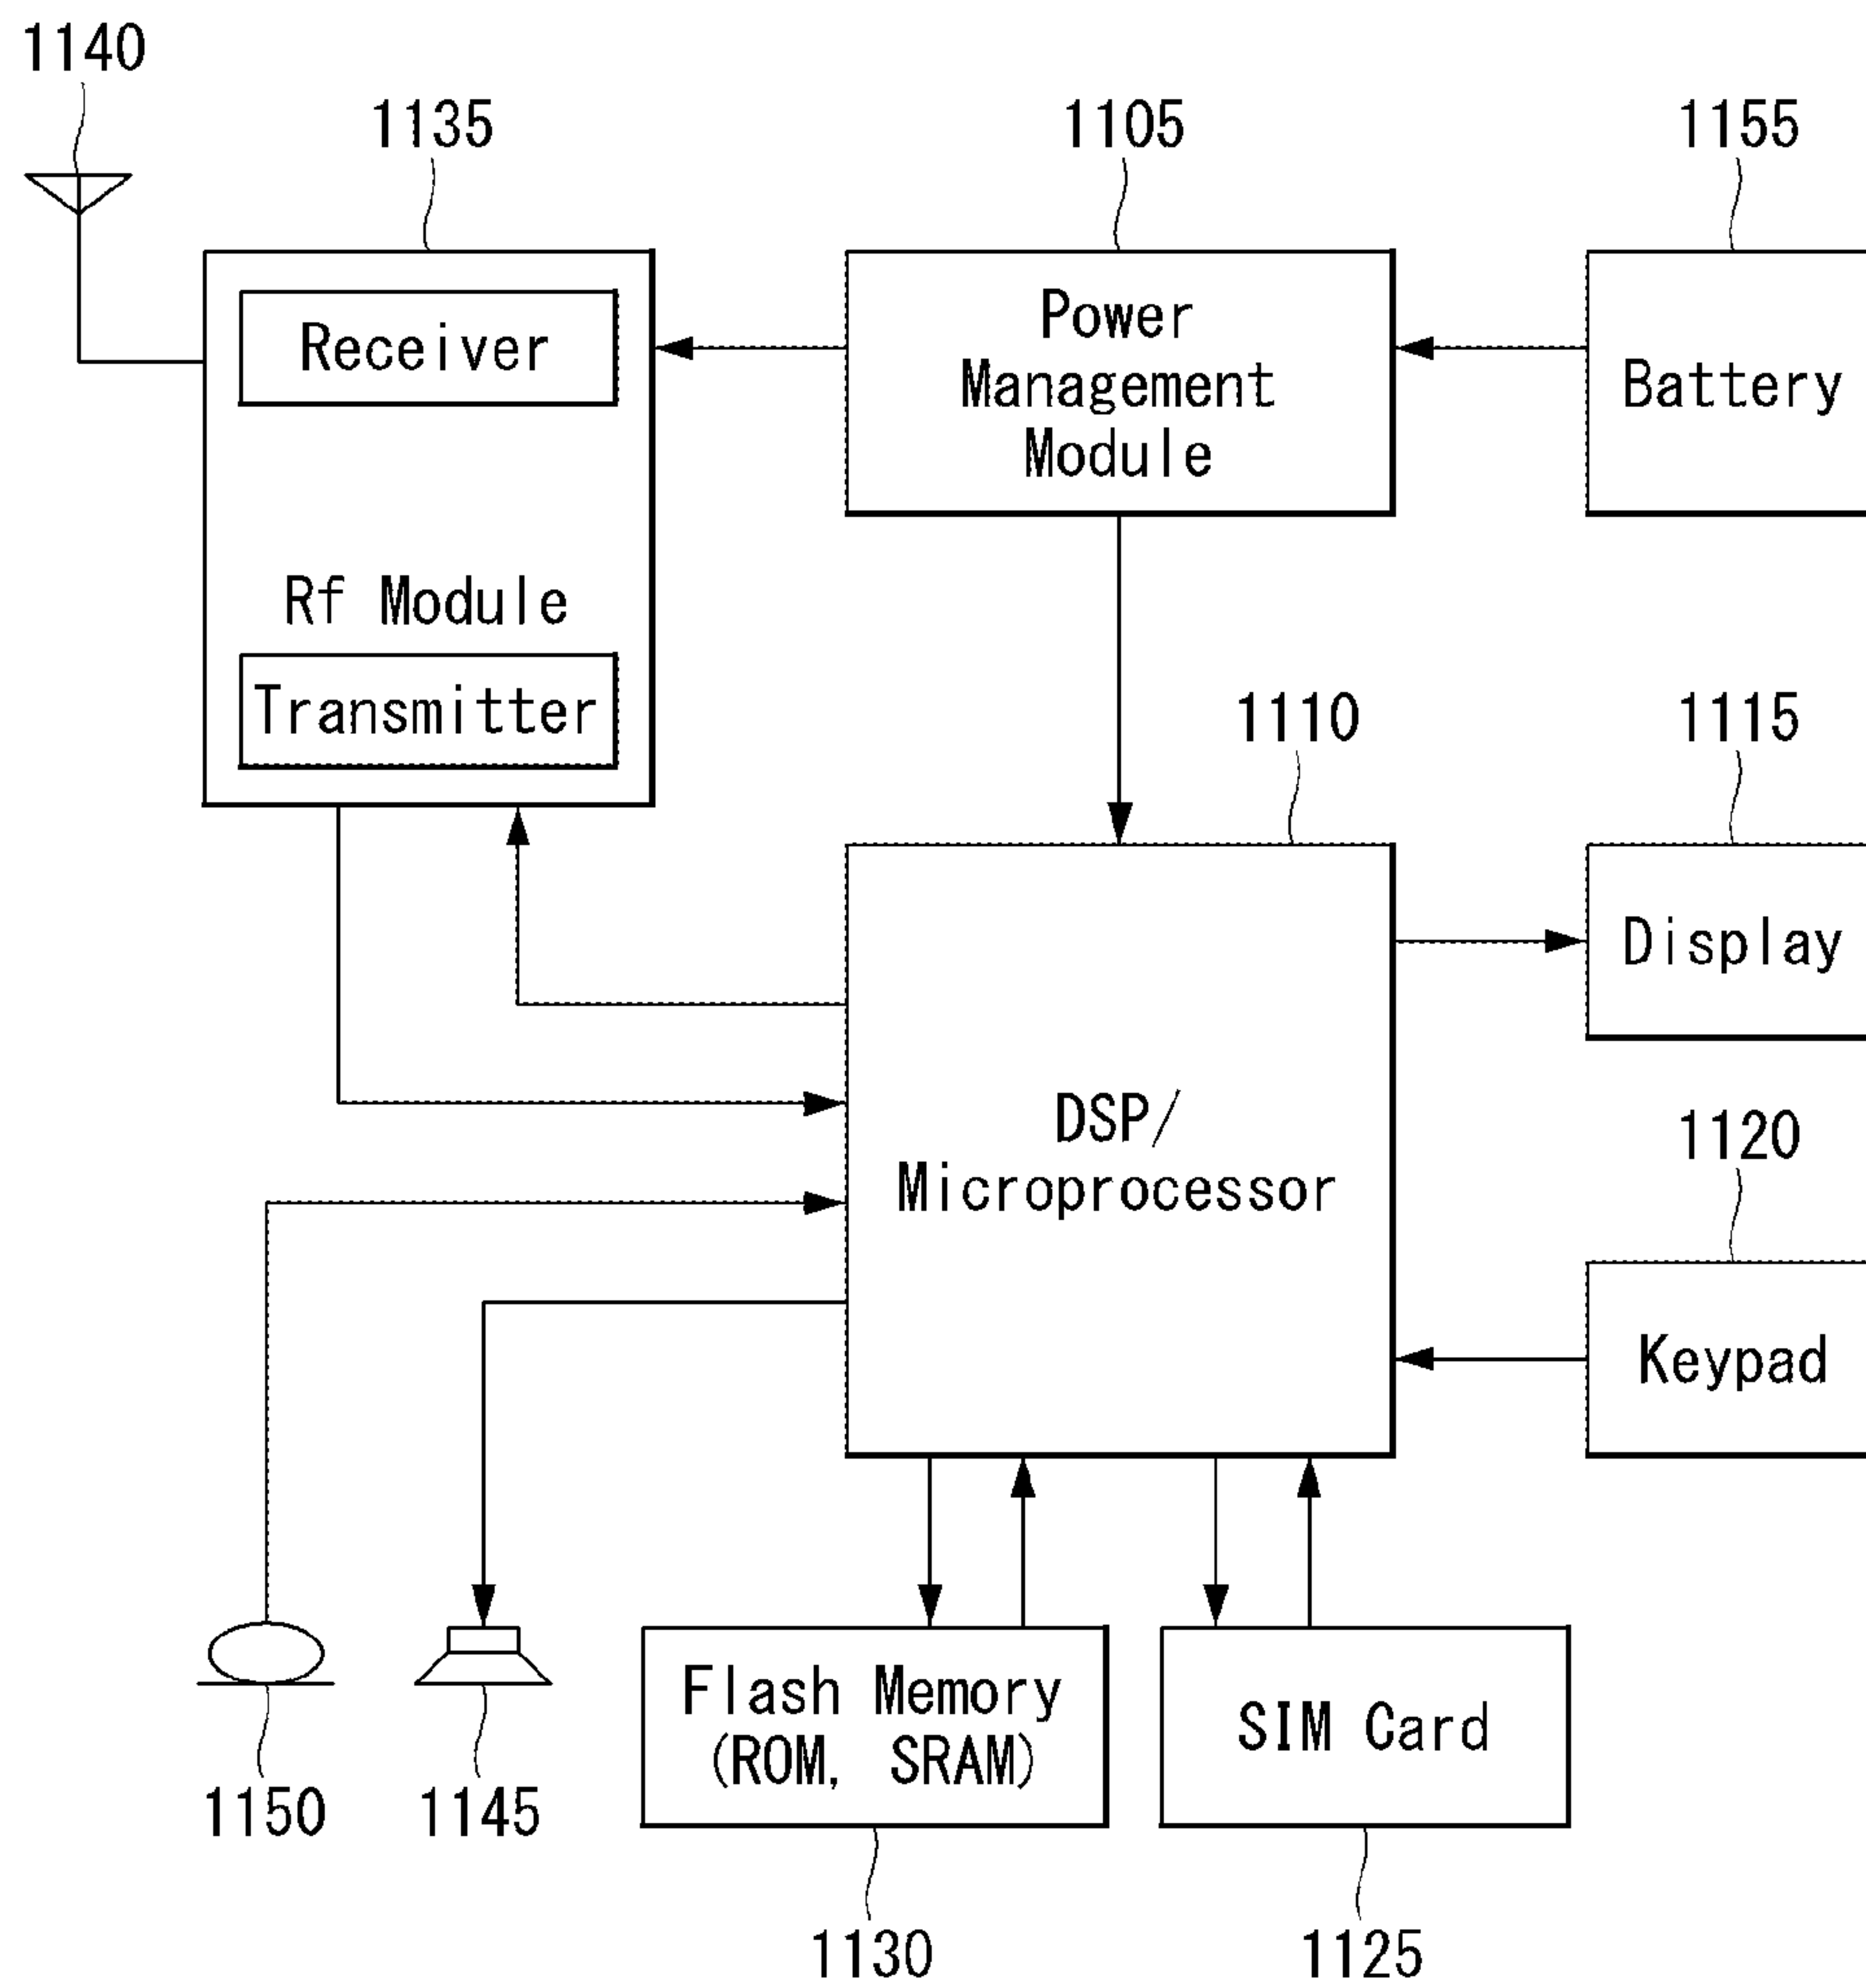 1140
1135
1105
1155
Receiver
Power
Management
Module
Battery
Rf Module
Transmitter
1110
1115
Display
DSP/
Microprocessor
1120
Keypad
Flash Memory
(ROM, SRAM)
SIM Card
1150
1145
1130
1125